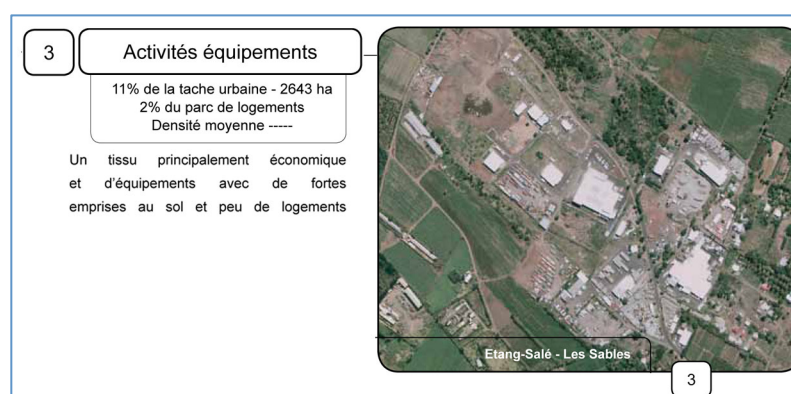 3
Activités équipements
11% de la tache urbaine - 2643 ha
2% du parc de logements
Densité moyenne -----
Un tissu principalement économique
et d'équipements avec de fortes
emprises au sol et peu de logements
Etang-Salé - Les Sables
3